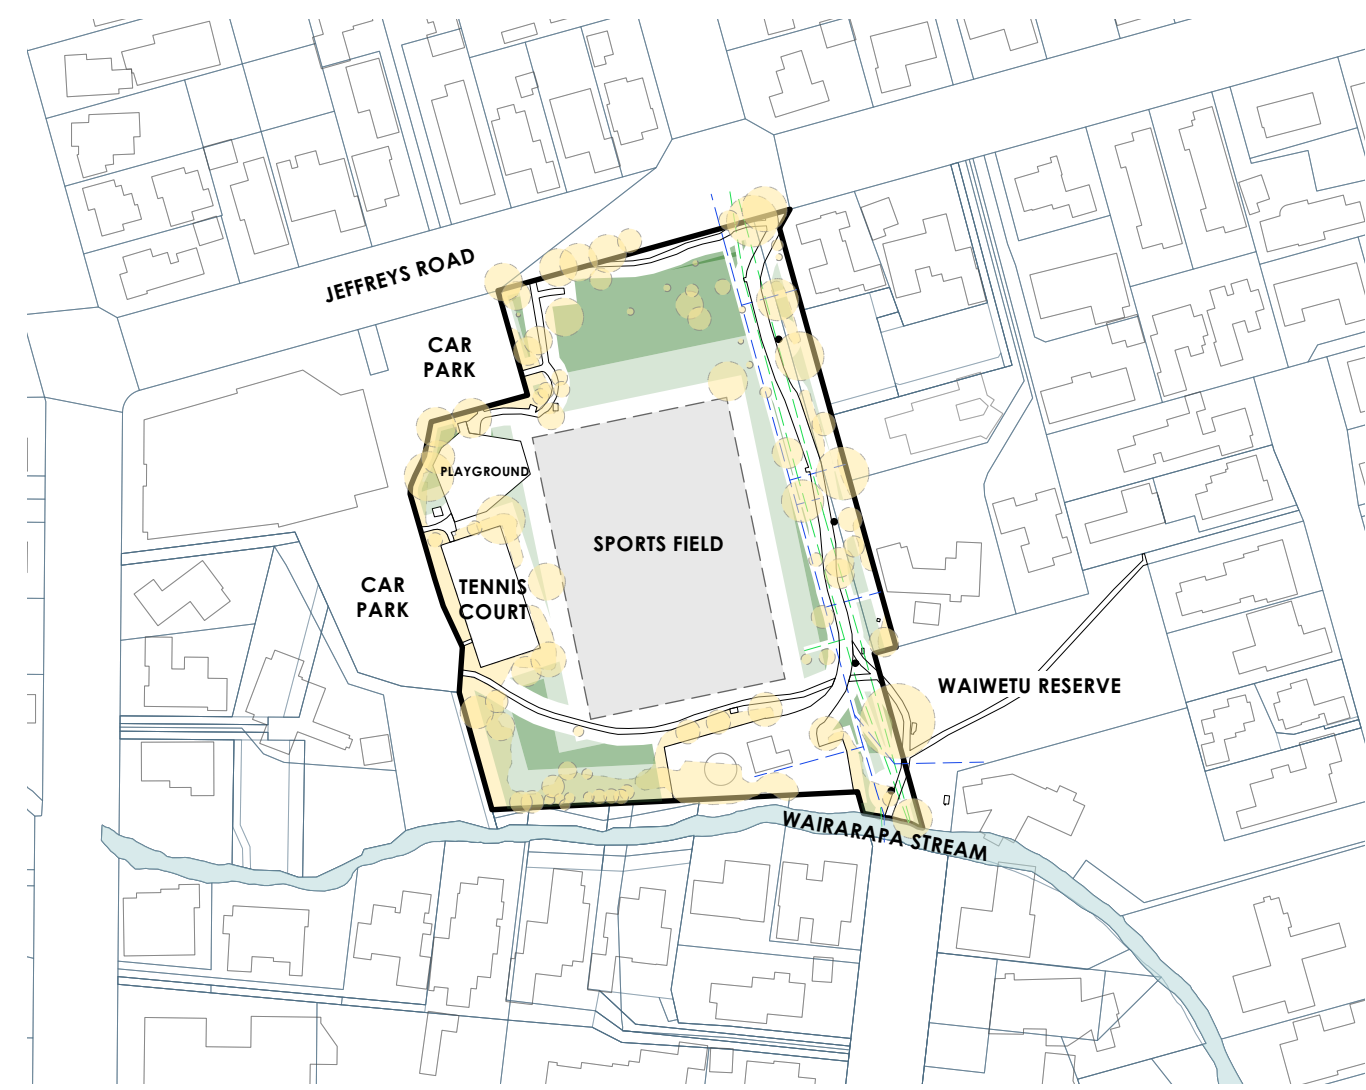 JEFFREYS ROAD
CAR
PARK
PLAYGROUND
SPORTS FIELD
CAR
PARK
TENNIS
COURT
WAIWETU RESERVE
WAIRARAPA STREAM